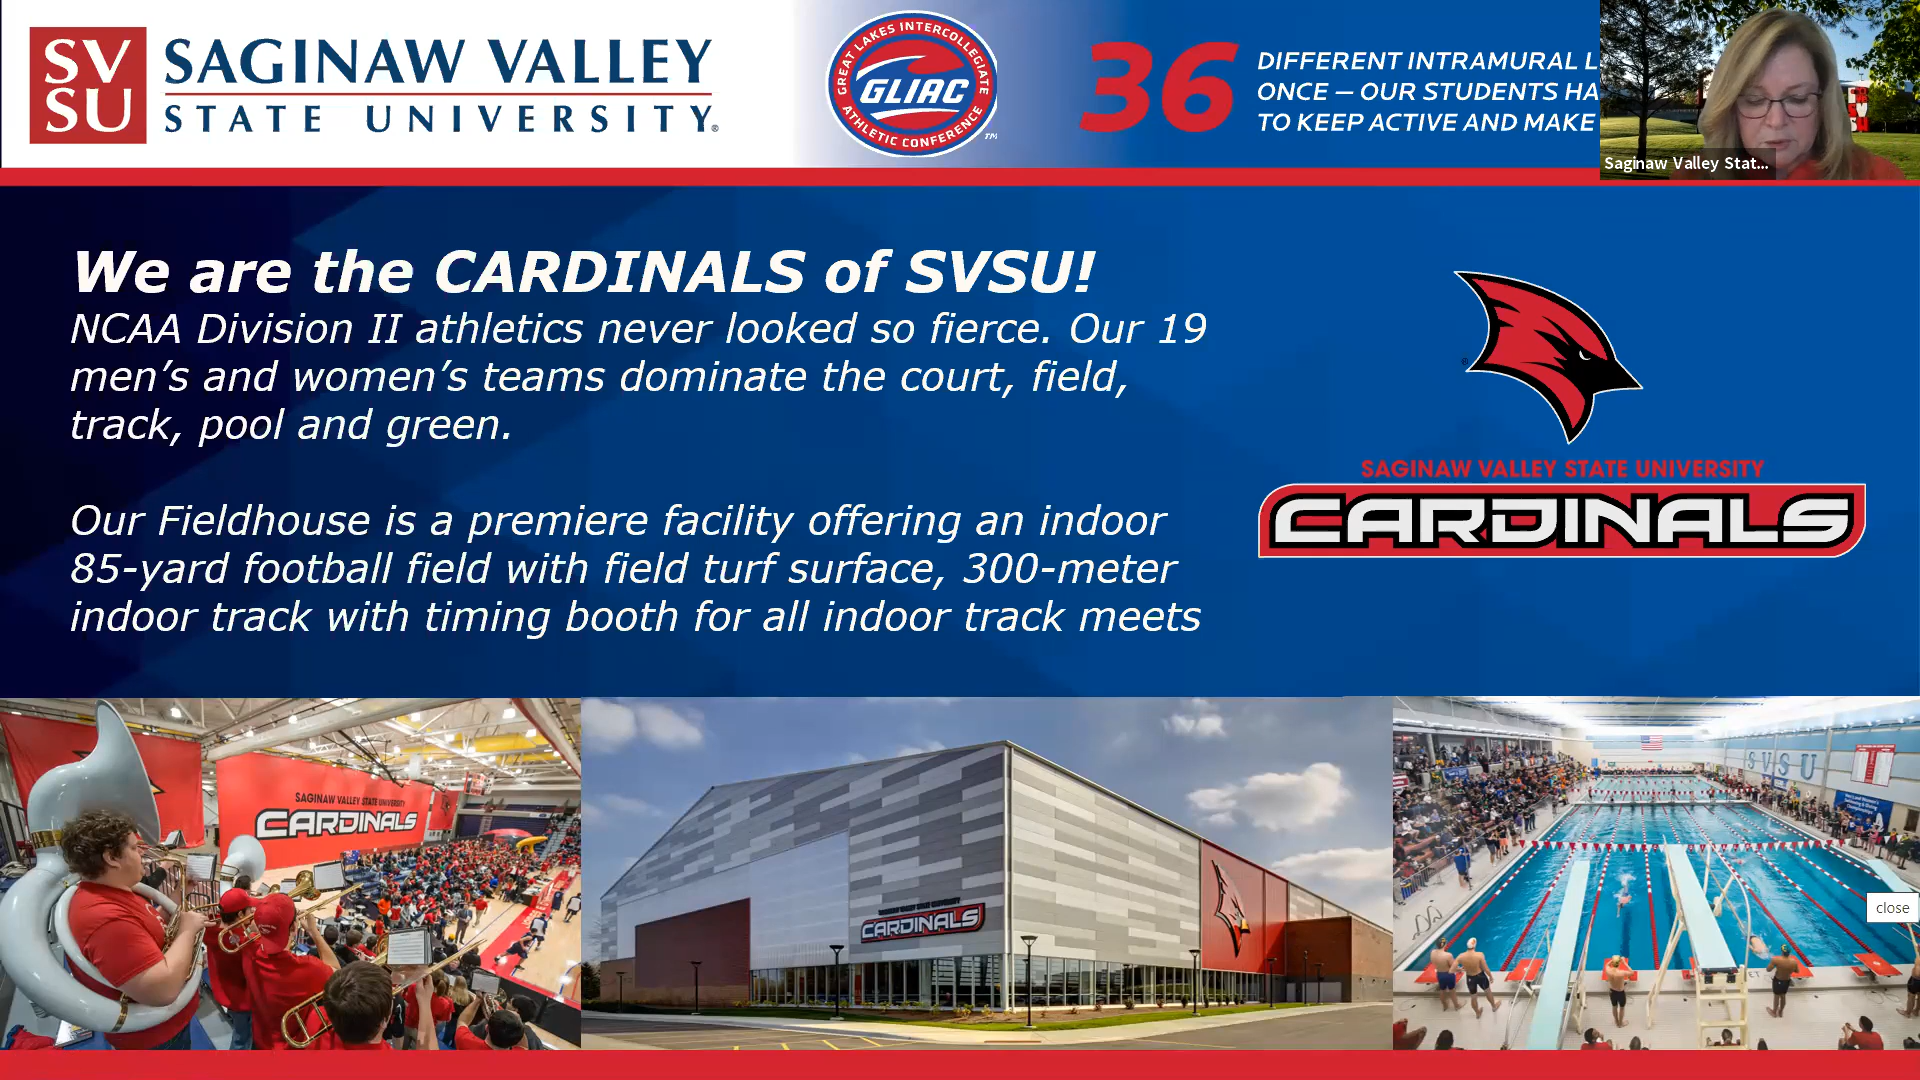 SV
SU
SAGINAW VALLEY
STATE UNIVERSITY®
GREAT LAKES INTERCOLLEGIATE
GLIAC
ATHLETIC CONFERENCE
TM
36
DIFFERENT INTRAMURAL L
ONCE — OUR STUDENTS HA
TO KEEP ACTIVE AND MAKE
Saginaw Valley Stat...
We are the CARDINALS of SVSU!
NCAA Division II athletics never looked so fierce. Our 19
men’s and women’s teams dominate the court, field,
track, pool and green.
Our Fieldhouse is a premiere facility offering an indoor
85-yard football field with field turf surface, 300-meter
indoor track with timing booth for all indoor track meets
®
SAGINAW VALLEY STATE UNIVERSITY
CARDINALS
SAGINAW VALLEY STATE UNIVERSITY
CARDINALS
SAGINAW VALLEY STATE UNIVERSITY
CARDINALS
SVSU
close